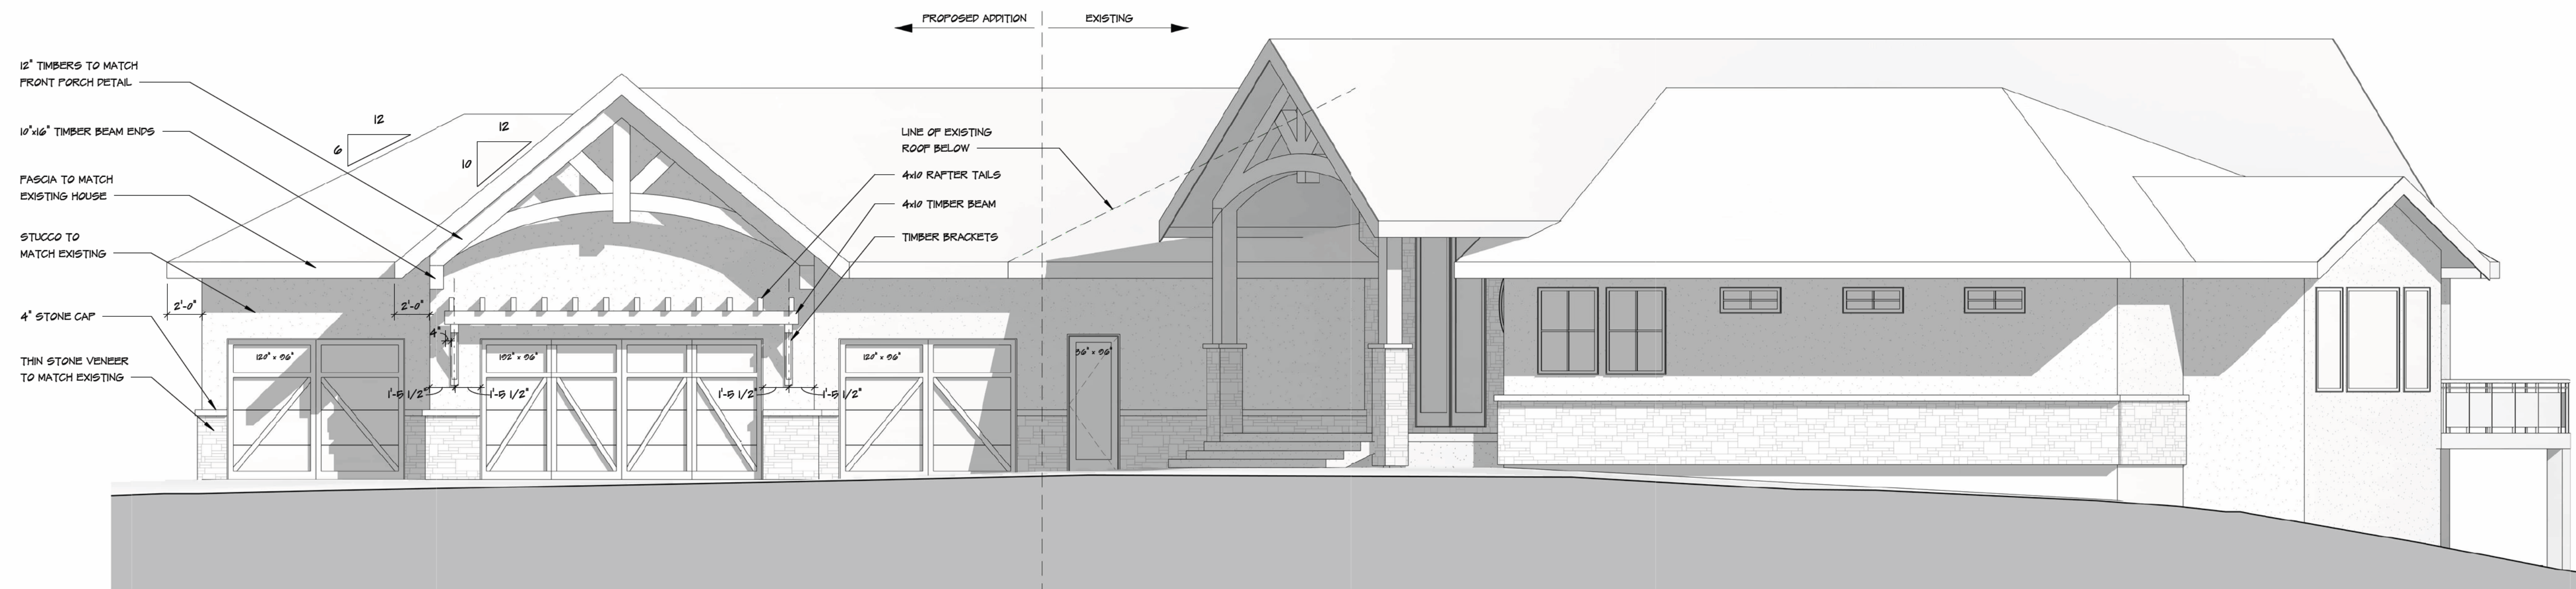 PROPOSED ADDITION
EXISTING
12" TIMBERS TO MATCH
FRONT PORCH DETAIL
10"x16" TIMBER BEAM ENDS
FASCIA TO MATCH
EXISTING HOUSE
STUCCO TO
MATCH EXISTING
4" STONE CAP
THIN STONE VENEER
TO MATCH EXISTING
12
6
12
10
LINE OF EXISTING
ROOF BELOW
4x10 RAFTER TAILS
4x10 TIMBER BEAM
TIMBER BRACKETS
2'-0"
2'-0"
4"
120" x 96"
192" x 96"
120" x 96"
36" x 96"
1'-5 1/2"
1'-5 1/2"
1'-5 1/2"
1'-5 1/2"